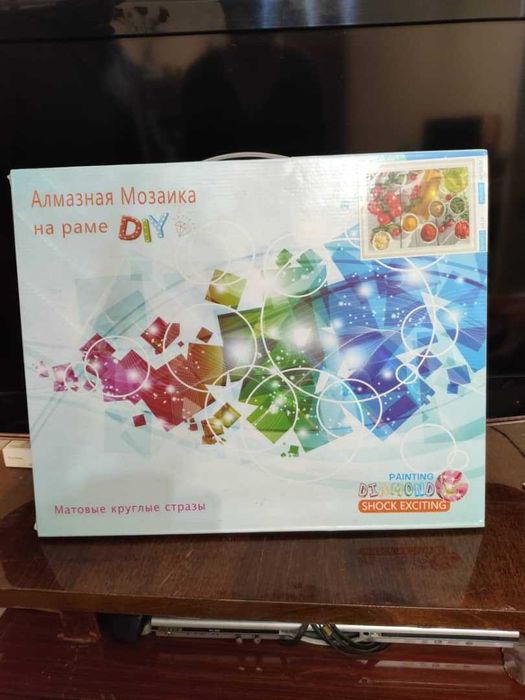 Алмазная Мозаика
на раме DIY
Матовые круглые стразы
PAINTING
DIAMOND
SHOCK EXCITING